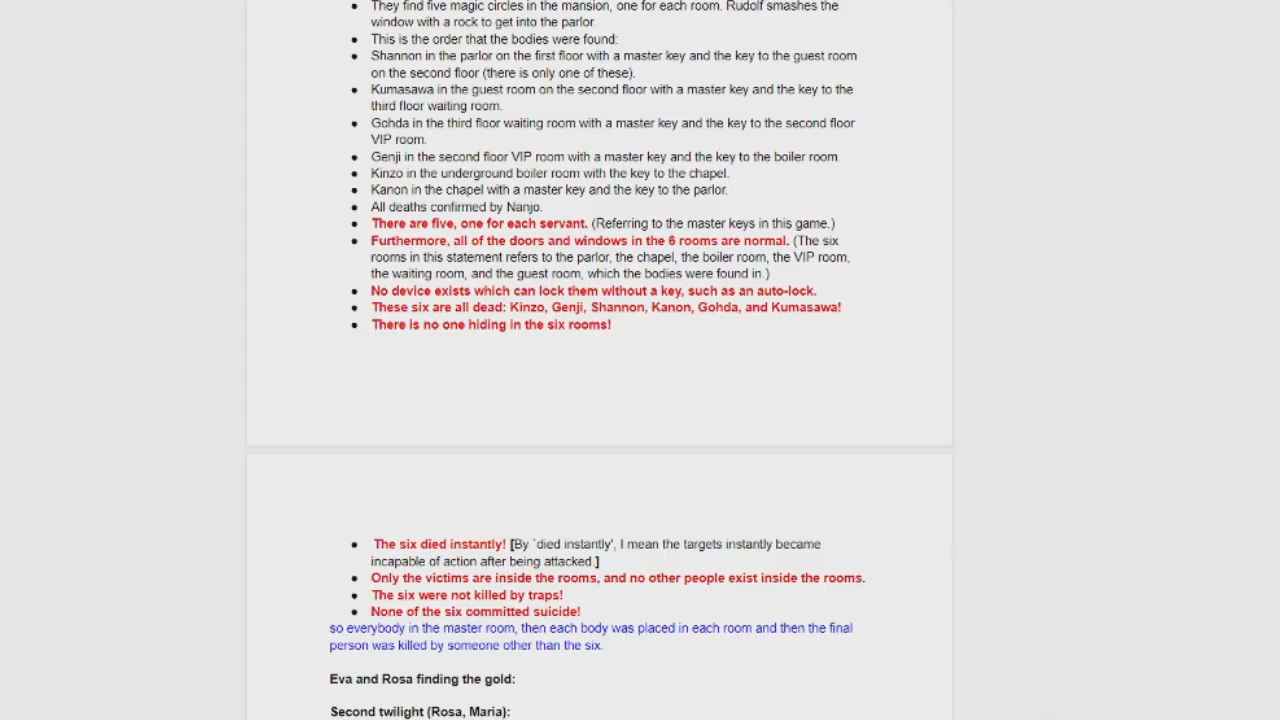 They find five magic circles in the mansion, one for each room. Rudolf smashes the
window with a rock to get into the parlor.
This is the order that the bodies were found:
Shannon in the parlor on the first floor with a master key and the key to the guest room
on the second floor (there is only one of these).
Kumasawa in the guest room on the second floor with a master key and the key to the
third floor waiting room.
Gohda in the third floor waiting room with a master key and the key to the second floor
VIP room.
Genji in the second floor VIP room with a master key and the key to the boiler room.
Kinzo in the underground boiler room with the key to the chapel.
Kanon in the chapel with a master key and the key to the parlor.
All deaths confirmed by Nanjo.
There are five, one for each servant. (Referring to the master keys in this game.)
Furthermore, all of the doors and windows in the 6 rooms are normal. (The six
rooms in this statement refers to the parlor, the chapel, the boiler room, the VIP room,
the waiting room, and the guest room, which the bodies were found in.)
No device exists which can lock them without a key, such as an auto-lock.
These six are all dead: Kinzo, Genji, Shannon, Kanon, Gohda, and Kumasawa!
There is no one hiding in the six rooms!
The six died instantly! [By `died instantly', I mean the targets instantly became
incapable of action after being attacked.]
Only the victims are inside the rooms, and no other people exist inside the rooms.
The six were not killed by traps!
None of the six committed suicide!
so everybody in the master room, then each body was placed in each room and then the final
person was killed by someone other than the six.
Eva and Rosa finding the gold:
Second twilight (Rosa, Maria):